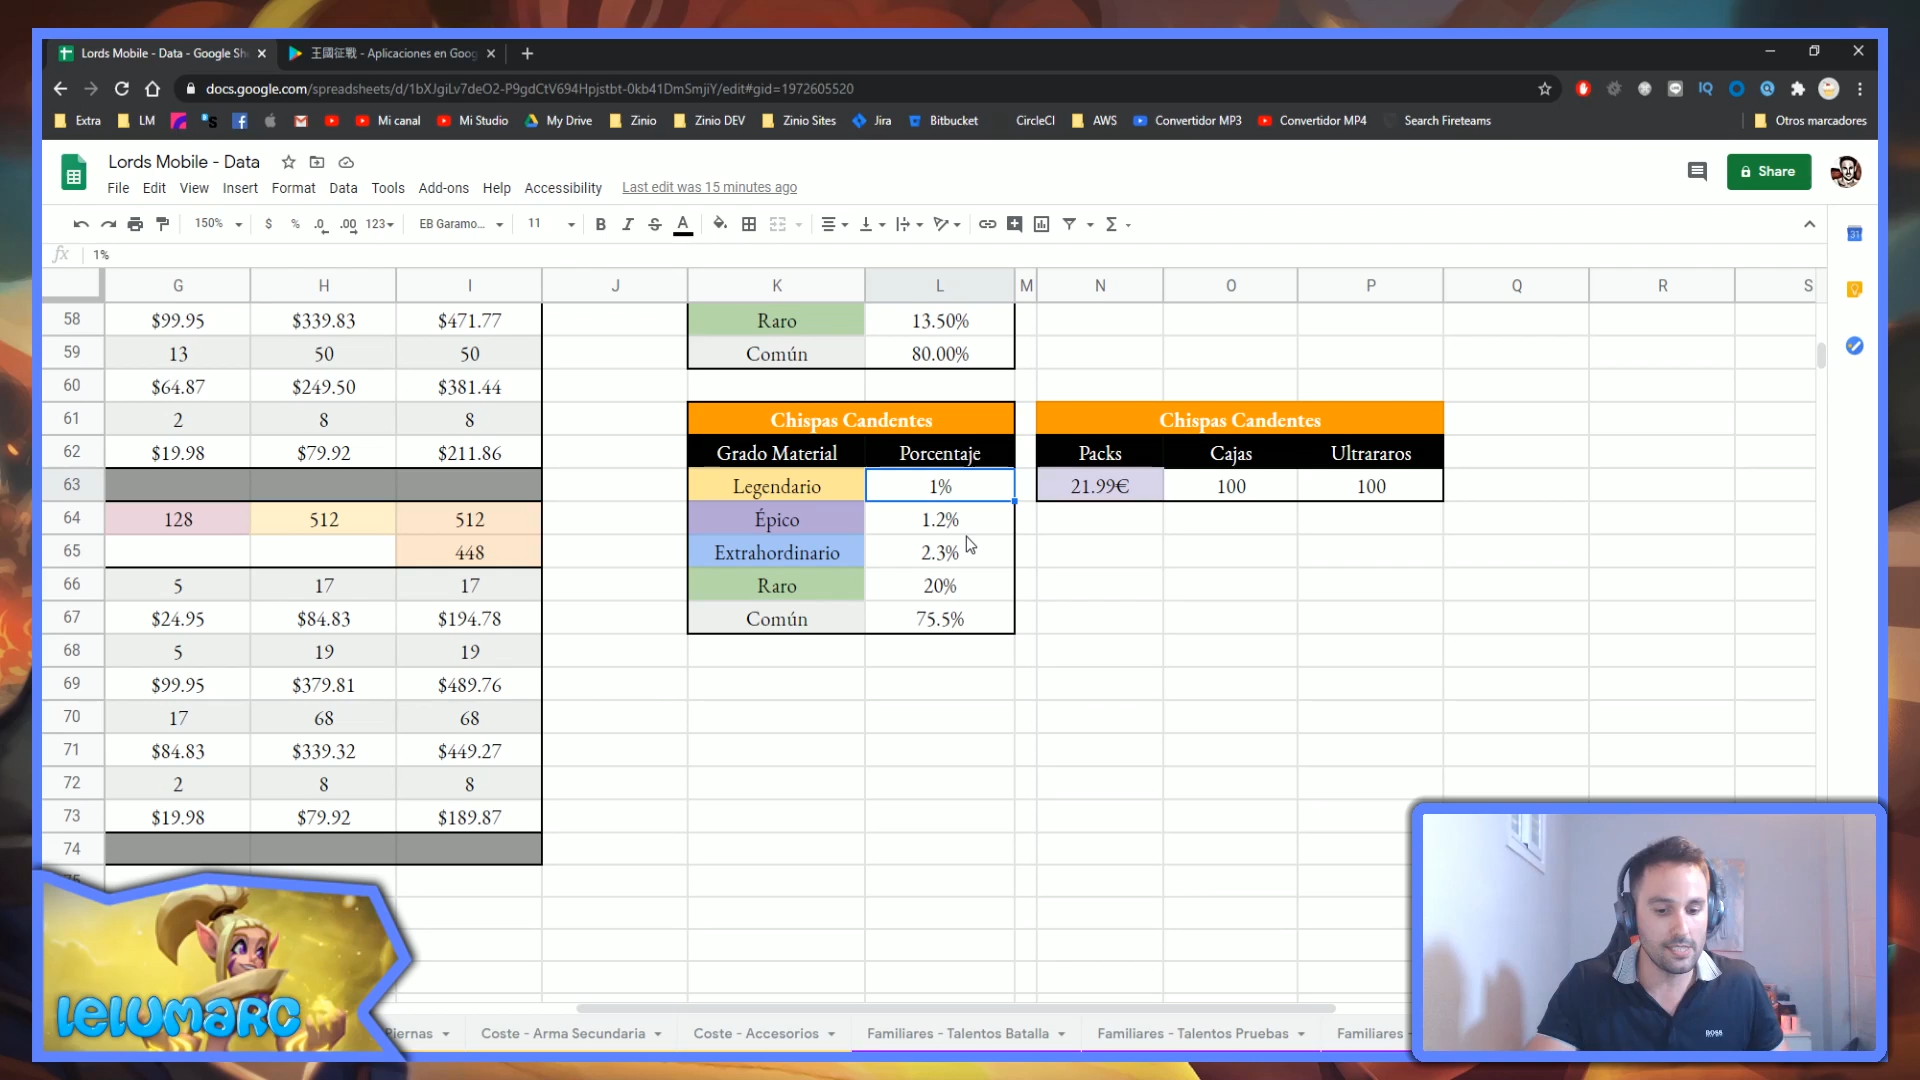 Lords Mobile - Data - Google Sh
王國征戰 - Aplicaciones en Goog
docs.google.com/spreadsheets/d/1bXJgiLv7deO2-P9gdCtV694Hpjstbt-0kb41DmSmjiY/edit#gid=1972605520
Extra LM Mi canal Mi Studio My Drive Zinio Zinio DEV Zinio Sites Jira Bitbucket CircleCI AWS Convertidor MP3 Convertidor MP4 Search Fireteams Otros marcadores
Lords Mobile - Data
Share
File Edit View Insert Format Data Tools Add-ons Help Accessibility Last edit was 15 minutes ago
150% $ % .0 .00 123 EB Garamo... 11 B I S A
fx 1%
G H I J K L M N O P Q R S
58 $99.95 $339.83 $471.77 Raro 13.50%
59 13 50 50 Común 80.00%
60 $64.87 $249.50 $381.44
61 2 8 8 Chispas Candentes Chispas Candentes
62 $19.98 $79.92 $211.86 Grado Material Porcentaje Packs Cajas Ultrararos
63 Legendario 1% 21.99€ 100 100
64 128 512 512 Épico 1.2%
65 448 Extrahordinario 2.3%
66 5 17 17 Raro 20%
67 $24.95 $84.83 $194.78 Común 75.5%
68 5 19 19
69 $99.95 $379.81 $489.76
70 17 68 68
71 $84.83 $339.32 $449.27
72 2 8 8
73 $19.98 $79.92 $189.87
74
LELUMARC
iernas Coste - Arma Secundaria Coste - Accesorios Familiares - Talentos Batalla Familiares - Talentos Pruebas Familiares -
BOSS